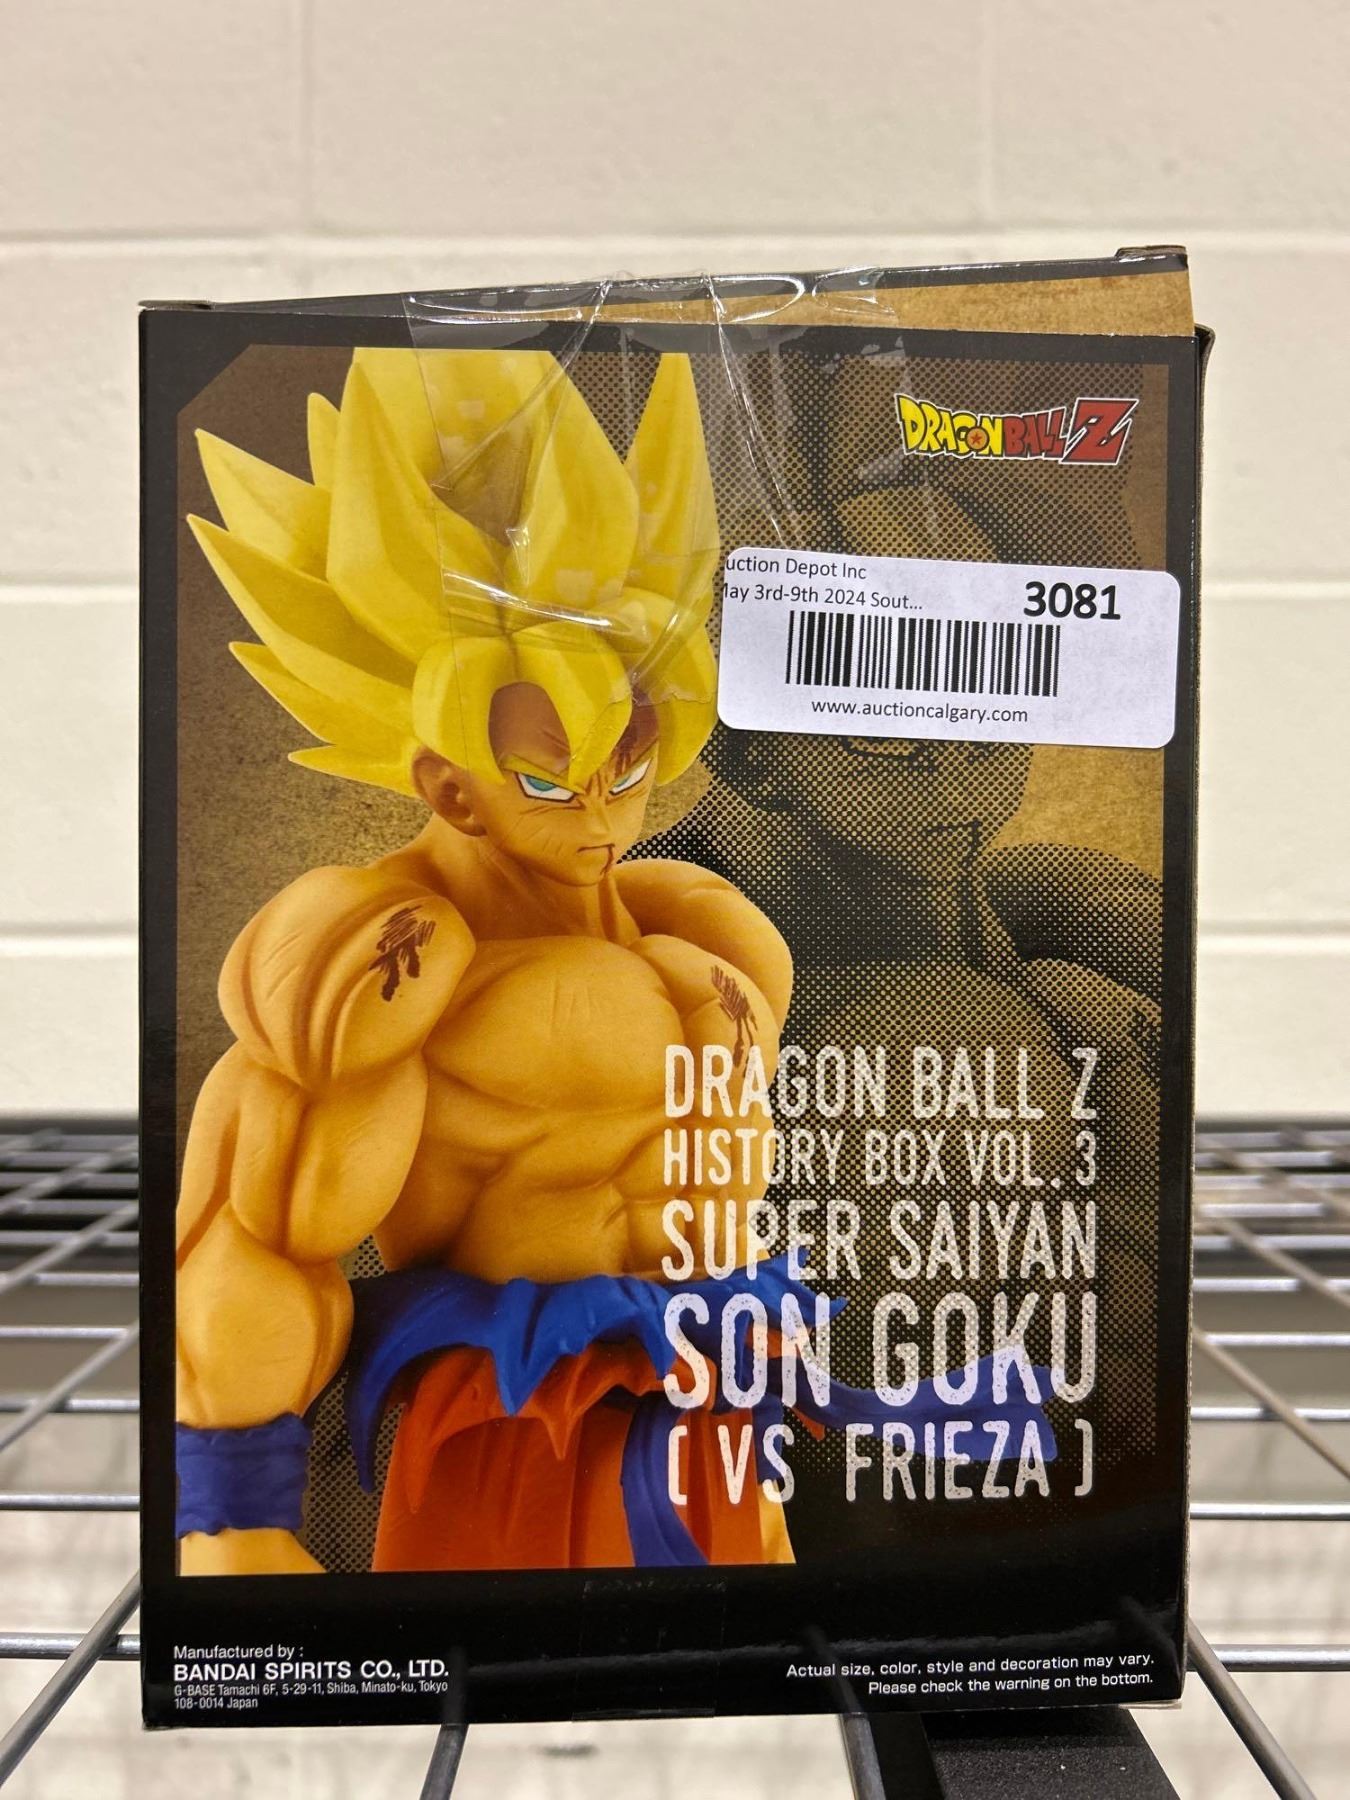 DRAGON BALL Z
uction Depot Inc
3081
ay 3rd-9th 2024 Sout...
www.auctioncalgary.com
DRAGON BALL Z
HISTORY BOX VOL. 3
SUPER SAIYAN
SON GOKU
( VS FRIEZA )
Manufactured by :
BANDAI SPIRITS CO., LTD.
G-BASE Tamachi 6F, 5-29-11, Shiba, Minato-ku, Tokyo
108-0014 Japan
Actual size, color, style and decoration may vary.
Please check the warning on the bottom.